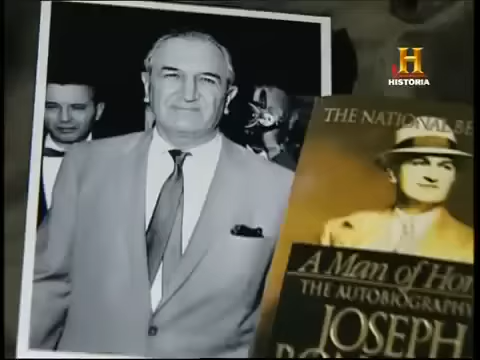 H
HISTORIA
THE NATIONAL BE
A Man of Hon
THE AUTOBIOGRAPHY
JOSEPH